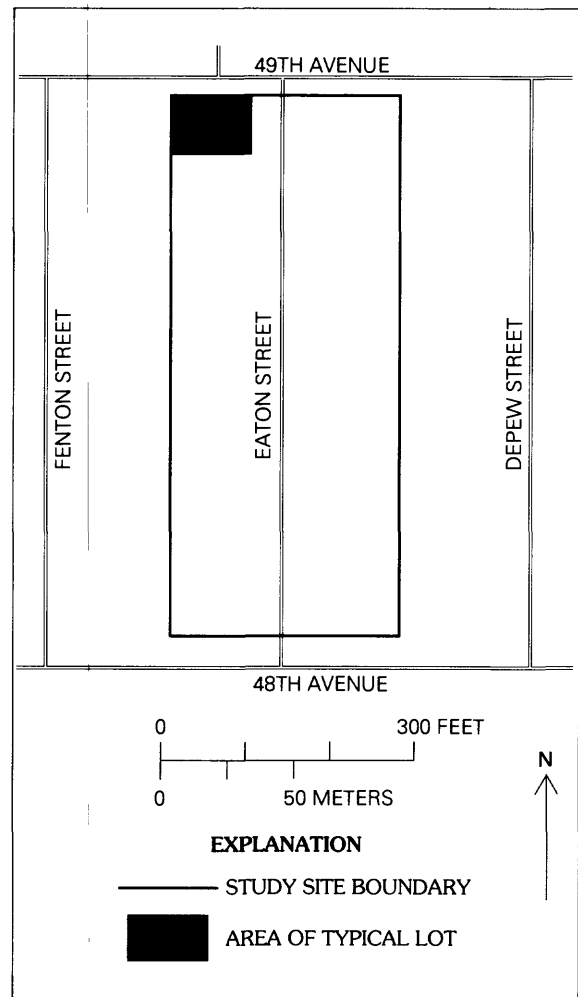 49TH AVENUE
FENTON STREET
EATON STREET
DEPEW STREET
48TH AVENUE
0 300 FEET
0 50 METERS
N
EXPLANATION
STUDY SITE BOUNDARY
AREA OF TYPICAL LOT